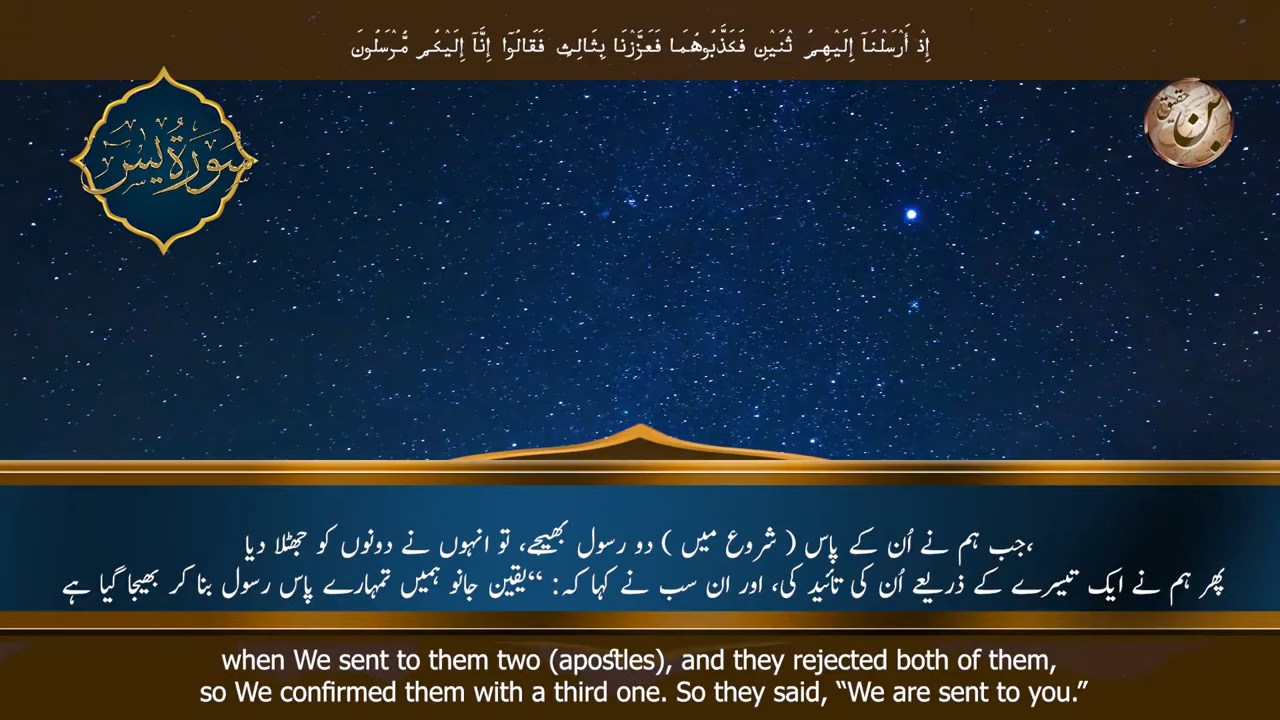 إِذْ أَرْسَلْنَآ إِلَيْهِمُ ثْنَيْنِ فَكَذَّبُوهُمَا فَعَزَّزْنَا بِثَالِثٍ فَقَالُوٓا إِنَّآ إِلَيْكُم مُّرْسَلُونَ
سُورَةُ يٰسٓ
بن حقیق
،جب ہم نے اُن کے پاس ( شروع میں ) دو رسول بھیجے، تو انہوں نے دونوں کو جھٹلا دیا
پھر ہم نے ایک تیسرے کے ذریعے اُن کی تائید کی، اور ان سب نے کہا کہ: “یقین جانو ہمیں تمہارے پاس رسول بنا کر بھیجا گیا ہے
when We sent to them two (apostles), and they rejected both of them,
so We confirmed them with a third one. So they said, “We are sent to you.”